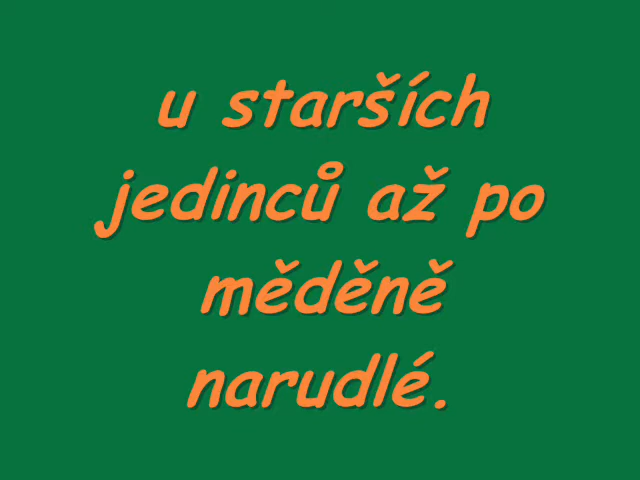 u starších
jedinců až po
měděně
narudlé.